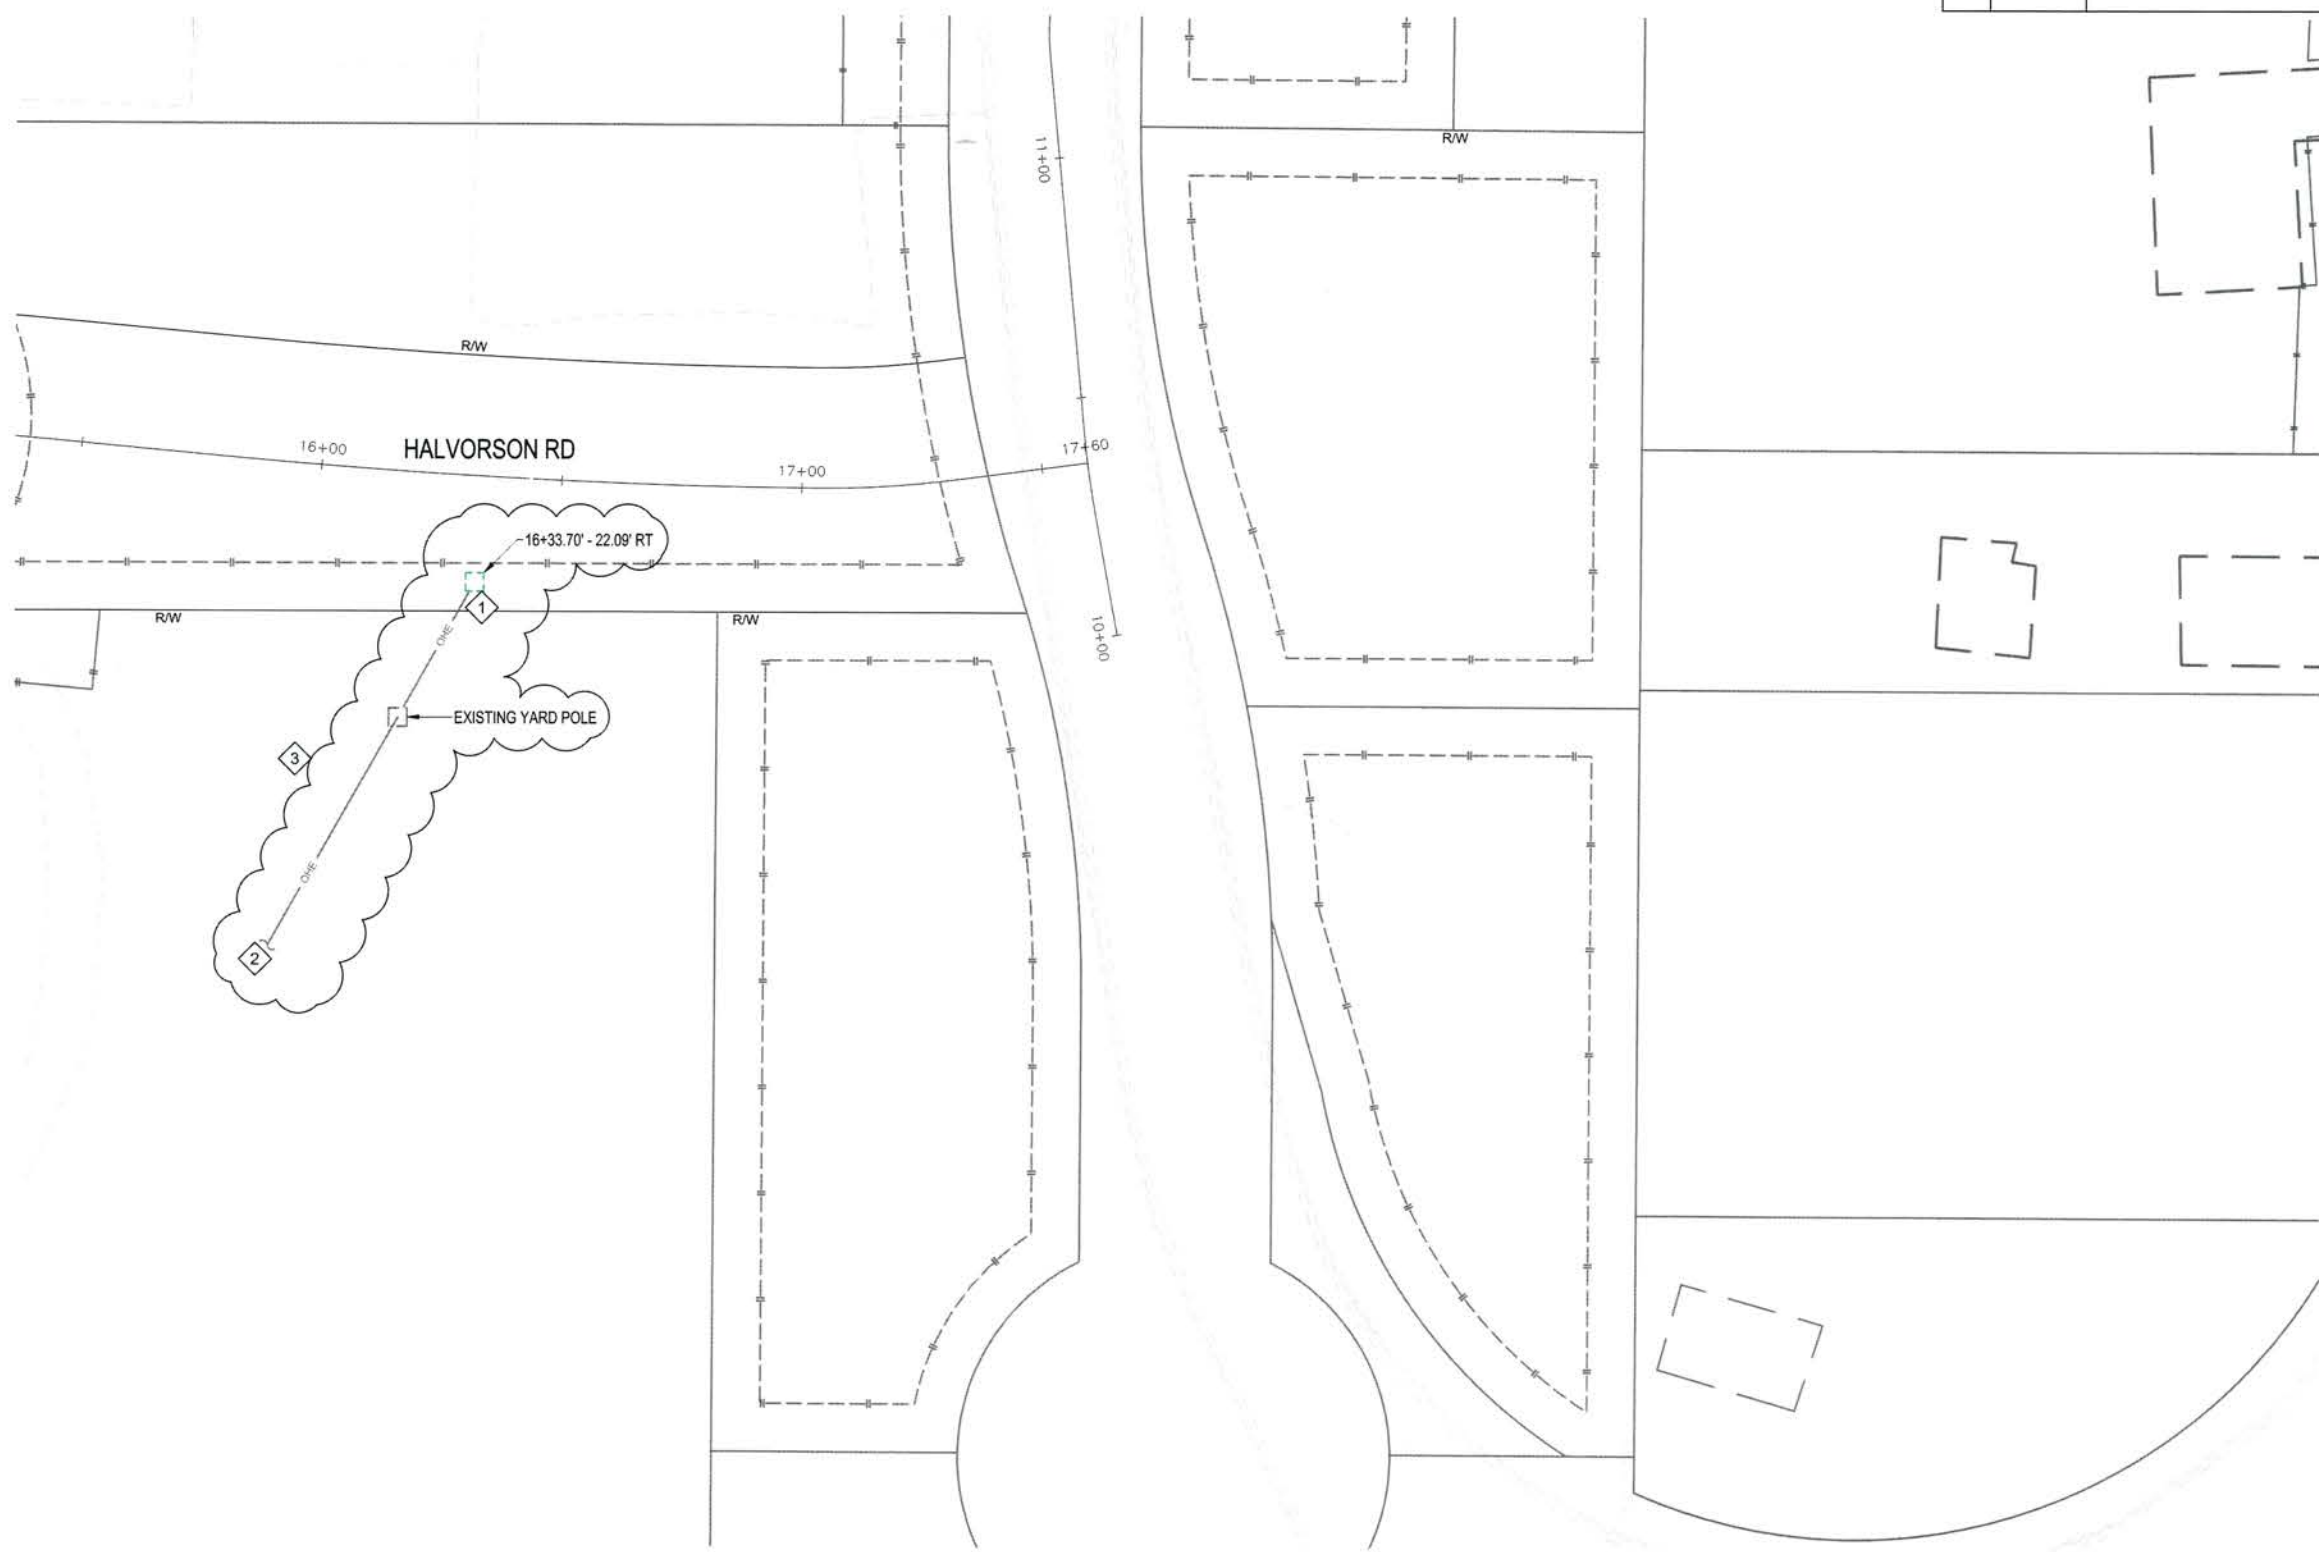 R/W
11+00
R/W
17+60
16+00
HALVORSON RD
17+00
~16+33.70' - 22.09' RT
1
R/W
R/W
OHE
10+00
EXISTING YARD POLE
3
OHE
2